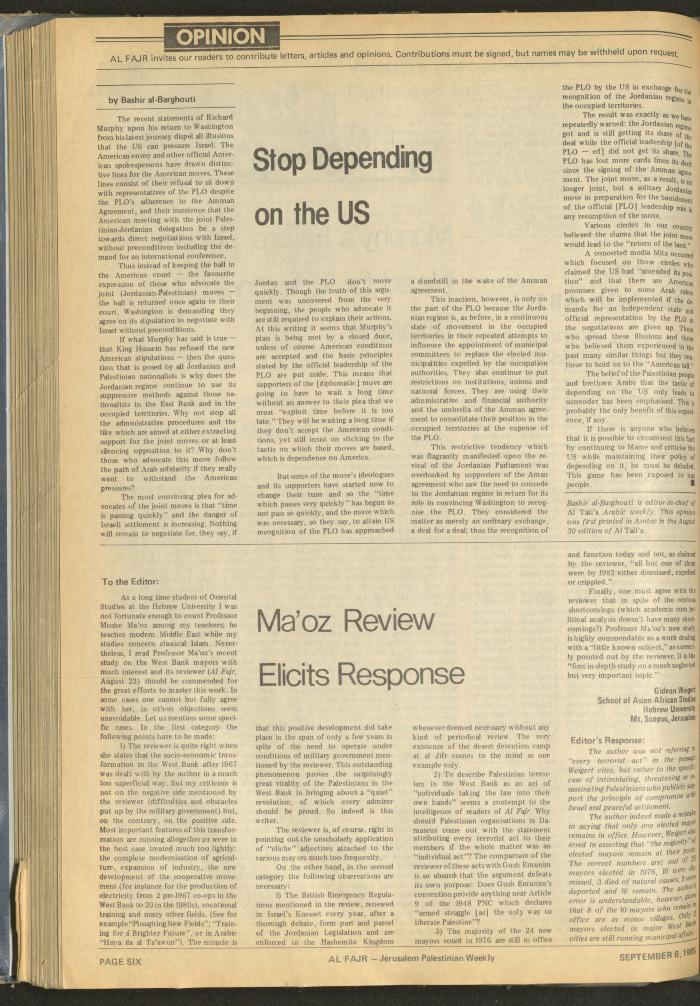 OPINION
AL FAJR invites our readers to contribute letters, articles and opinions. Contributions must be signed, but names may be withheld upon request.
by Bashir al-Barghouti
Stop Depending
on the US
The recent statements of Richard
Murphy upon his return to Washington
from his latest journey dispel all illusions
that the US can pressure Israel. The
American envoy and other official Amer-
ican spokespersons have drawn distinc-
tive lines for the American moves. These
lines consist of their refusal to sit down
with representatives of the PLO despite
the PLO's adherence to the Amman
Agreement, and their insistence that the
American meeting with the joint Pales-
tinian-Jordanian delegation be a step
towards direct negotiations with Israel,
without preconditions including the de-
mand for an international conference.
Thus instead of keeping the ball in
the American court — the favourite
expression of those who advocate the
joint (Jordanian-Palestinian) moves —
the ball is returned once again to their
court. Washington is demanding they
agree on its stipulation to negotiate with
Israel without preconditions.
If what Murphy has said is true —
that King Hussein has refused the new
American stipulations — then the ques-
tion that is posed by all Jordanian and
Palestinian nationalists is why does the
Jordanian regime continue to use its
suppressive methods against those na-
tionalists in the East Bank and in the
occupied territories. Why not stop all
the administrative procedures and the
like which are aimed at either extracting
support for the joint moves or at least
silencing opposition to it? Why don't
those who advocate this move follow
the path of Arab solidarity if they really
want to withstand the American
pressures?
The most convincing plea for ad-
vocates of the joint moves is that "time
is passing quickly" and the danger of
Israeli settlement is increasing. Nothing
will remain to negotiate for, they say, if
Jordan and the PLO don't move
quickly. Though the truth of this argu-
ment was uncovered from the very
beginning, the people who advocate it
are still required to explain their actions.
At this writing it seems that Murphy's
plan is being met by a closed door,
unless of course American conditions
are accepted and the basic principles
stated by the official leadership of the
PLO are put aside. This means that
supporters of the [diplomatic] move are
going to have to wait a long time
without an answer to their plea that we
must "exploit time before it is too
late." They will be waiting a long time if
they don't accept the American condi-
tions, yet still insist on sticking to the
tactic on which their moves are based,
which is dependence on America.
But some of the move's ideologues
and its supporters have started now to
change their tune and so the "time
which passes very quickly" has begun to
not pass so quickly, and the move which
was necessary, so they say, to attain US
recognition of the PLO has approached
a standstill in the wake of the Amman
agreement.
This inaction, however, is only on
the part of the PLO because the Jorda-
nian regime is, as before, in a continuous
state of movement in the occupied
territories in their repeated attempts to
influence the appointment of municipal
committees to replace the elected mu-
nicipalities expelled by the occupation
authorities. They also continue to put
restrictions on institutions, unions and
national forces. They are using their
administrative and financial authority
and the umbrella of the Amman agree-
ment to consolidate their position in the
occupied territories at the expense of
the PLO.
This restrictive tendency which
was flagrantly manifested upon the re-
vival of the Jordanian Parliament was
overlooked by supporters of the Aman
agreement who saw the need to concede
to the Jordanian regime in return for its
role in convincing Washington to recog-
nise the PLO. They considered the
matter as merely an ordinary exchange,
a deal for a deal; thus the recognition of
the PLO by the US in exchange for the
recognition of the Jordanian regime in
the occupied territories.
The result was exactly as we have
repeatedly warned: the Jordanian regime
got and is still getting its share of the
deal while the official leadership [of the
PLO — ed] did not get its share. The
PLO has lost more cards from its deck
since the signing of the Amman agree-
ment. The joint move, as a result, is no
longer joint, but a solitary Jordanian
move in preparation for the banishment
of the official [PLO] leadership role in
any resumption of the move.
Various circles in our country
believed the claims that the joint move
would lead to the "return of the land."
A concerted media blitz occurred
which focused on those circles who
claimed the US had "amended its posi-
tion" and that there are American
promises given to some Arab rulers
which will be implemented if the de-
mands for an independent state and
official representation by the PLO in
the negotiations are given up. Those
who spread these illusions and those
who believed them experienced in the
past many similar things but they con-
tinue to hold on to the "American tail."
The belief of the Palestinian people
and brethren Arabs that the tactic of
depending on the US only leads to
surrender has been emphasised. This is
probably the only benefit of this experi-
ence, if any.
If there is anyone who believes
that it is possible to circumvent this fact
by continuing to blame and criticise the
US while maintaining their policy of
depending on it, he must be deluded.
This game has been exposed to our
people.
Bashir al-Barghouti is editor-in-chief of
Al Tali'a Arabic weekly. This opinion
was first printed in Arabic in the August
30 edition of Al Tali'a.
To the Editor:
Ma'oz Review
Elicits Response
As a long time student of Oriental
Studies at the Hebrew University I was
not fortunate enough to count Professor
Moshe Ma'oz among my teachers; he
teaches modern Middle East while my
studies concern classical Islam. Never-
theless, I read Professor Ma'oz's recent
study on the West Bank mayors with
much interest and its reviewer (Al Fajr,
August 23) should be commended for
the great efforts to master this work. In
some cases one cannot but fully agree
with her, in others objections seem
unavoidable. Let us mention some speci-
fic cases. In the first category the
following points have to be made:
1) The reviewer is quite right when
she states that the socio-economic trans-
formation in the West Bank after 1967
was dealt with by the author in a much
too superficial way. But my criticism is
not on the negative side mentioned by
the reviewer (difficulties and obstacles
put up by the military government) but,
on the contrary, on the positive side.
Most important features of this transfor-
mation are missing altogether or were in
the best case treated much too lightly:
the complete modernisation of agricul-
ture, expansion of industry, the new
development of the cooperative move-
ment (for instance for the production of
electricity from 2 pre-1967 co-ops in the
West Bank to 20 in the 1980s), vocational
training and many other fields. (See for
example "Ploughing New Fields"; "Train-
ing for a Brighter Future", or in Arabic
"Haya ila al Ta'awun"). The miracle is
that this positive development did take
place in the span of only a few years in
spite of the need to operate under
conditions of military government men-
tioned by the reviewer. This outstanding
phenomenon proves the surprisingly
great vitality of the Palestinians in the
West Bank in bringing about a "quiet"
revolution, of which every admirer
should be proud. So indeed is this
writer.
The reviewer is, of course, right in
pointing out the unscholarly application
of "cliche" adjectives attached to the
various mayors much too frequently.
On the other hand, in the second
category the following observations are
necessary:
1) The British Emergency Regula-
tions mentioned in the review, renewed
in Israel's Knesset every year, after a
thorough debate, form part and parcel
of the Jordanian Legislation and are
enforced in the Hashemite Kingdom
whenever deemed necessary without any
kind of periodical review. The very
existence of the desert detention camp
at al Jifr comes to the mind as one
example only.
2) To describe Palestinian terror-
ism in the West Bank as an act of
"individuals taking the law into their
own hands" seems a contempt to the
intelligence of readers of Al Fajr. Why
should Palestinian organisations in Da-
mascus come out with the statement
attributing every terrorist act to their
members if the whole matter was an
"individual act"? The comparison of the
reviewer of these acts with Gush Emunim
is so absurd that the argument defeats
its own purpose: Does Gush Emunim's
convention provide anything near Article
9 of the 1948 PNC which declares
"armed struggle [as] the only way to
liberate Palestine"?
3) The majority of the 24 new
mayors voted in 1976 are still in office
and function today and not, as claimed
by the reviewer, "all but one of them
were by 1982 either dismissed, expelled
or crippled."
Finally, one must agree with the
reviewer that in spite of the obvious
shortcomings (which academic cum po-
litical analysis doesn't have many short-
comings?) Professor Ma'oz's new study
is highly commendable as a work dealing
with a "little known subject," as correct-
ly pointed out by the reviewer. It is the
"first in-depth study on a much neglected
but very important topic."
Gideon Weigert
School of Asian-African Studies
Hebrew University
Mt. Scopus, Jerusalem
Editor's Response:
The author was not referring to
"every terrorist act" in the passage
Weigert cites, but rather to the specific
case of intimidating, threatening or as-
sassinating Palestinians who publicly sup-
port the principle of compromise with
Israel and peaceful settlement.
The author indeed made a mistake
in saying that only one elected mayor
remains in office. However, Weigert also
erred in asserting that "the majority" of
elected mayors remain at their posts.
The correct numbers are: out of
mayors elected in 1976, 10 were dis-
missed, 3 died of natural causes,
deported and 10 remain. The author's
error is understandable, however, given
that 8 of the 10 mayors who remain in
office are in minor villages. Only 2
mayors elected in major West Bank
cities are still running municipal affairs.
PAGE SIX
AL FAJR — Jerusalem Palestinian Weekly
SEPTEMBER 6, 1985